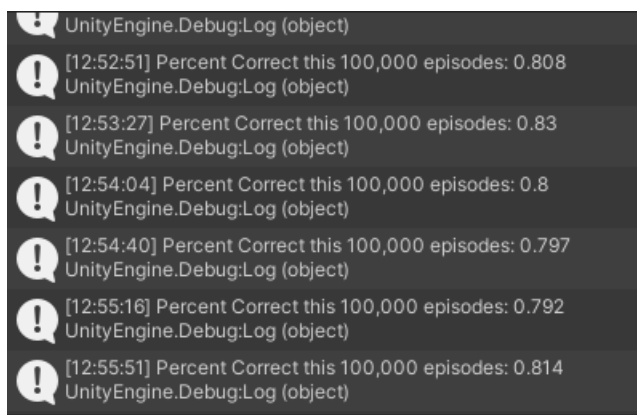 UnityEngine.Debug:Log (object)
[12:52:51] Percent Correct this 100,000 episodes: 0.808
UnityEngine.Debug:Log (object)
[12:53:27] Percent Correct this 100,000 episodes: 0.83
UnityEngine.Debug:Log (object)
[12:54:04] Percent Correct this 100,000 episodes: 0.8
UnityEngine.Debug:Log (object)
[12:54:40] Percent Correct this 100,000 episodes: 0.797
UnityEngine.Debug:Log (object)
[12:55:16] Percent Correct this 100,000 episodes: 0.792
UnityEngine.Debug:Log (object)
[12:55:51] Percent Correct this 100,000 episodes: 0.814
UnityEngine.Debug:Log (object)